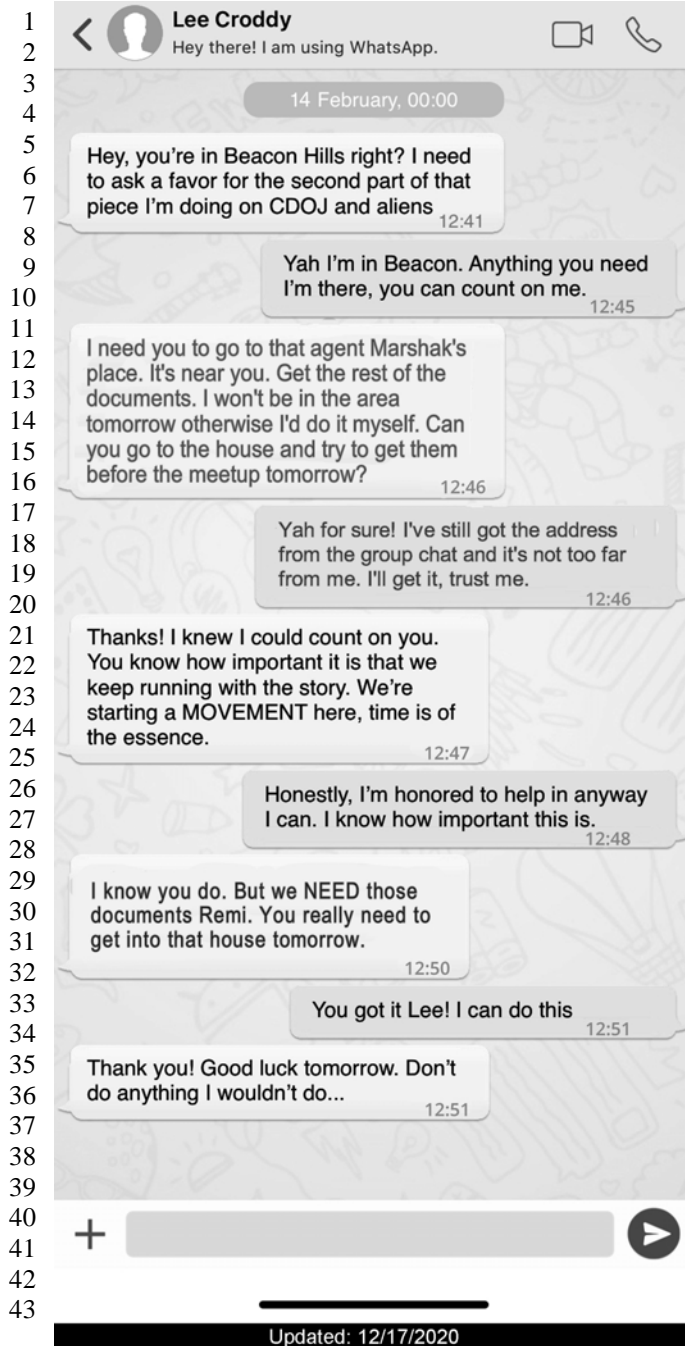 1
2
3
4
5
6
7
8
9
10
11
12
13
14
15
16
17
18
19
20
21
22
23
24
25
26
27
28
29
30
31
32
33
34
35
36
37
38
39
40
41
42
43
Lee Croddy
Hey there! I am using WhatsApp.
14 February, 00:00
Hey, you're in Beacon Hills right? I need
to ask a favor for the second part of that
piece I'm doing on CDOJ and aliens
12:41
Yah I'm in Beacon. Anything you need
I'm there, you can count on me.
12:45
I need you to go to that agent Marshak's
place. It's near you. Get the rest of the
documents. I won't be in the area
tomorrow otherwise I'd do it myself. Can
you go to the house and try to get them
before the meetup tomorrow?
12:46
Yah for sure! I've still got the address
from the group chat and it's not too far
from me. I'll get it, trust me.
12:46
Thanks! I knew I could count on you.
You know how important it is that we
keep running with the story. We're
starting a MOVEMENT here, time is of
the essence.
12:47
Honestly, I'm honored to help in anyway
I can. I know how important this is.
12:48
I know you do. But we NEED those
documents Remi. You really need to
get into that house tomorrow.
12:50
You got it Lee! I can do this
12:51
Thank you! Good luck tomorrow. Don't
do anything I wouldn't do...
12:51
Updated: 12/17/2020